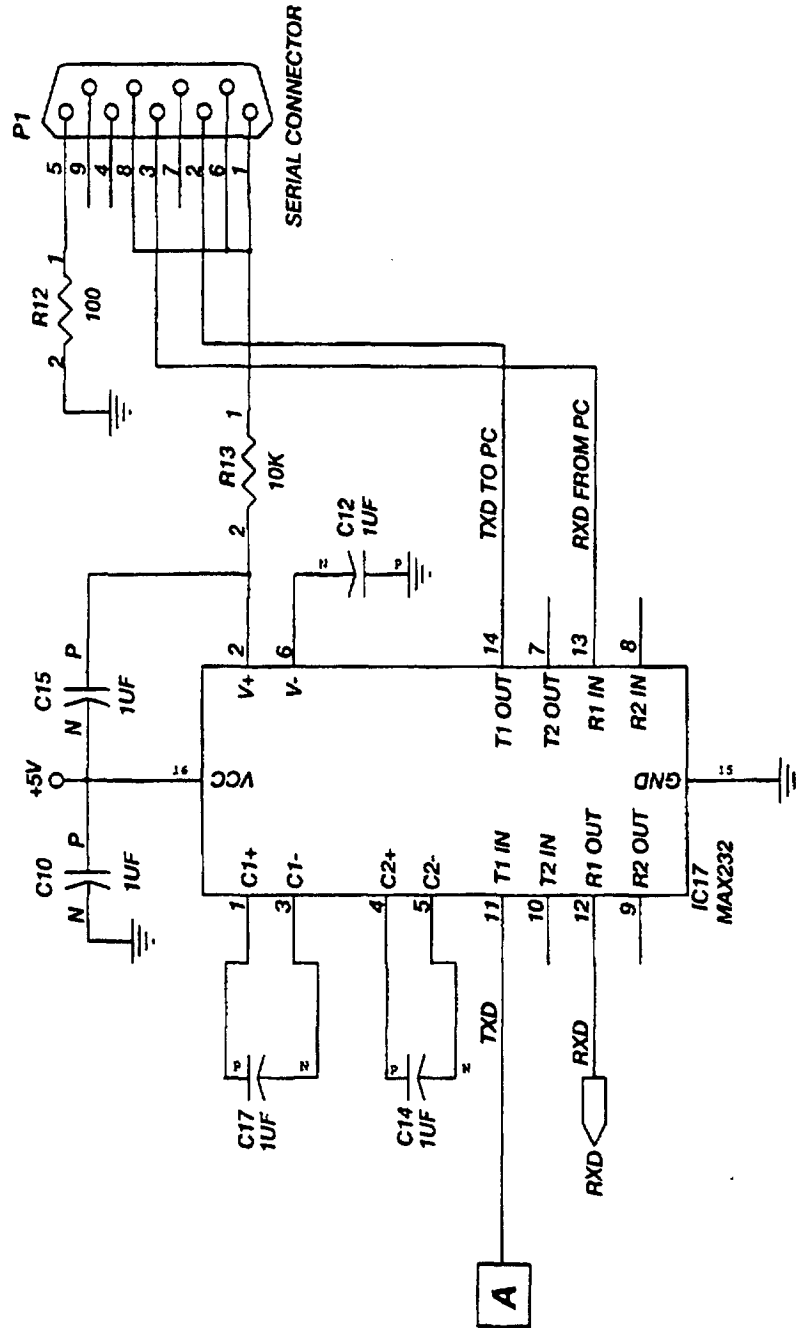 P1
5
9
4
8
3
7
2
6
1
SERIAL CONNECTOR
1
R12
100
2
1
R13
10K
2
C12
1UF
N
P
TXD TO PC
RXD FROM PC
C15
P
N
1UF
+5V
C10
P
N
1UF
16
VCC
2
V+
6
V-
14
T1 OUT
7
T2 OUT
13
R1 IN
8
R2 IN
GND
15
1
C1+
3
C1-
4
C2+
5
C2-
11
T1 IN
10
T2 IN
12
R1 OUT
9
R2 OUT
IC17
MAX232
P
N
C17
1UF
P
N
C14
1UF
TXD
RXD
RXD
A